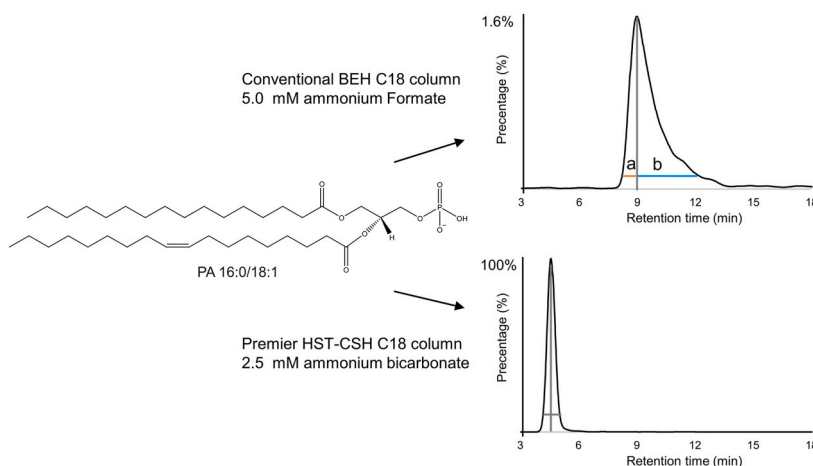 1.6%
Precentage (%)
a
b
3
6
9
12
15
18
Retention time (min)
Conventional BEH C18 column
5.0 mM ammonium Formate
O
O
O
O
O
H
O
P
O
O-
OH
PA 16:0/18:1
Premier HST-CSH C18 column
2.5 mM ammonium bicarbonate
100%
Precentage (%)
3
6
9
12
15
18
Retention time (min)